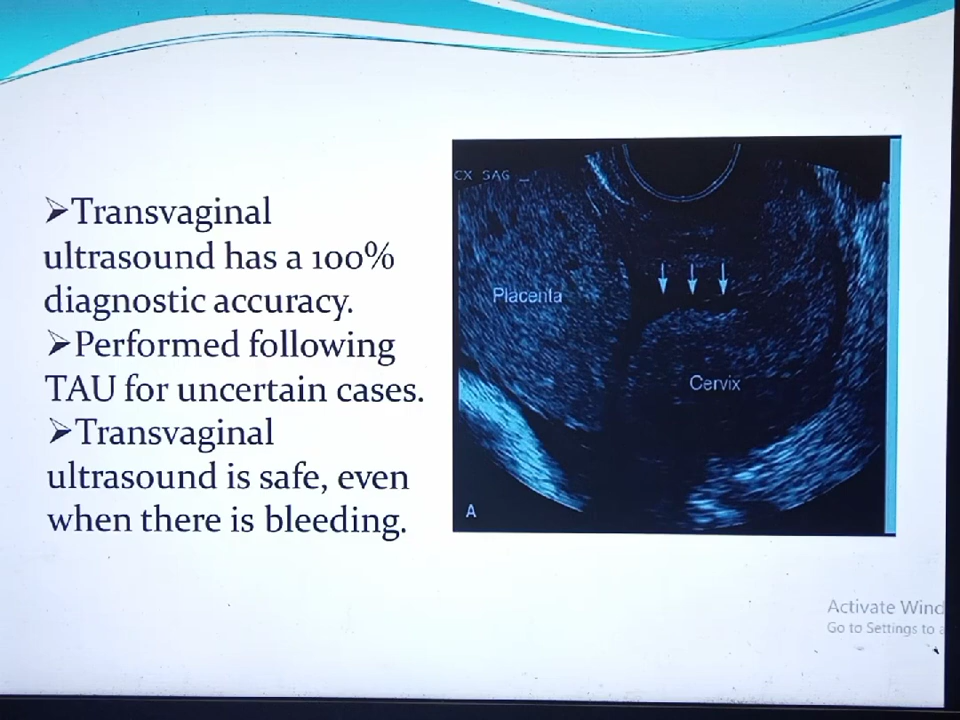 ➢Transvaginal
ultrasound has a 100%
diagnostic accuracy.
➢Performed following
TAU for uncertain cases.
➢Transvaginal
ultrasound is safe, even
when there is bleeding.
CX SAG _
Placenta
Cervix
A
Activate Wind
Go to Settings to a